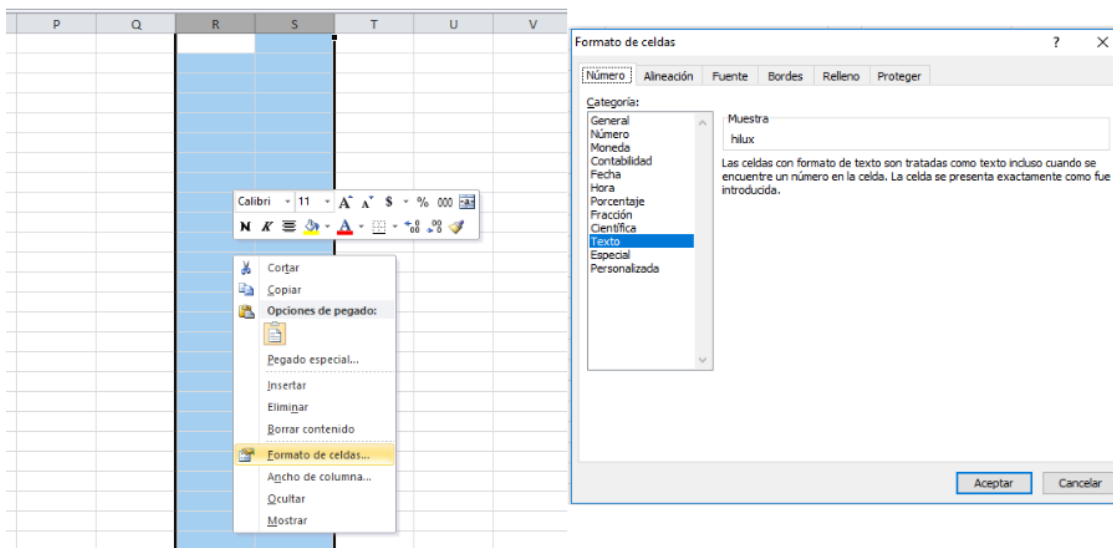 P Q R S T U V
Calibri 11 A A $ % 000
N K A
Cortar
Copiar
Opciones de pegado:
Pegado especial...
Insertar
Eliminar
Borrar contenido
Formato de celdas...
Ancho de columna...
Ocultar
Mostrar
Formato de celdas ? X
Número Alineación Fuente Bordes Relleno Proteger
Categoría:
General
Número
Moneda
Contabilidad
Fecha
Hora
Porcentaje
Fracción
Científica
Texto
Especial
Personalizada
Muestra
hilux
Las celdas con formato de texto son tratadas como texto incluso cuando se
encuentre un número en la celda. La celda se presenta exactamente como fue
introducida.
Aceptar Cancelar